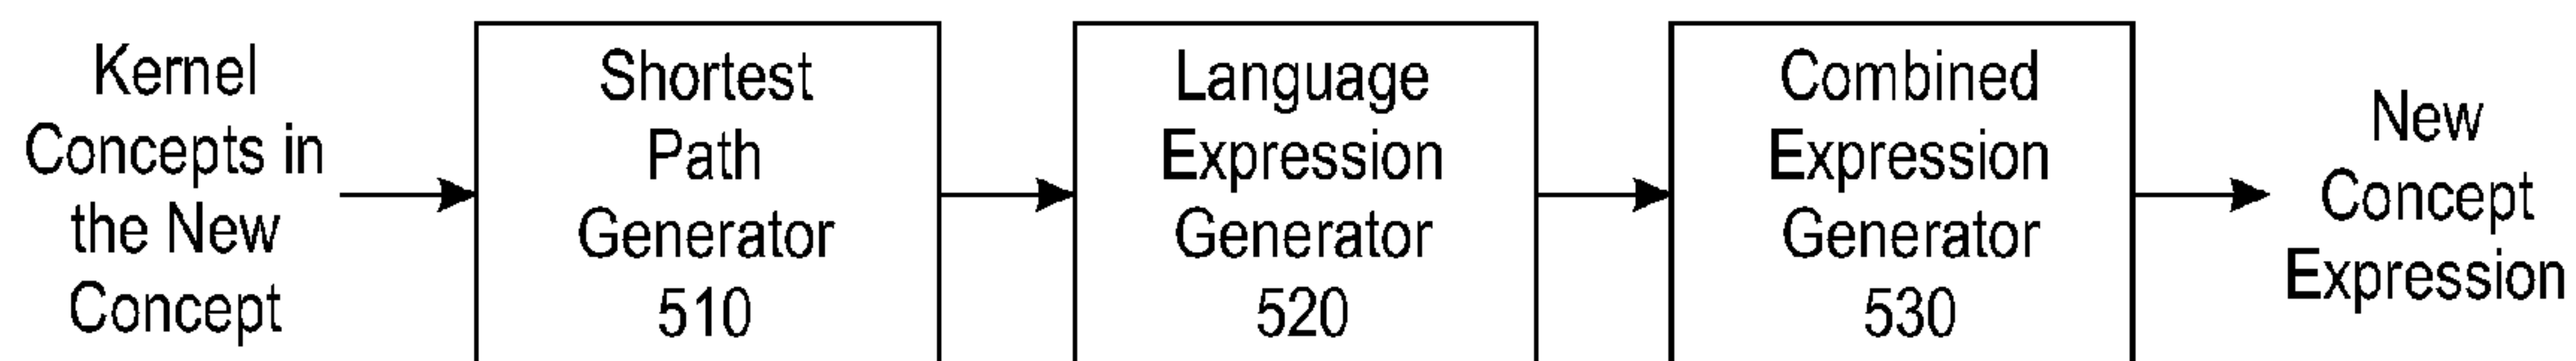 Kernel
Concepts in
the New
Concept
Shortest
Path
Generator
510
Language
Expression
Generator
520
Combined
Expression
Generator
530
New
Concept
Expression